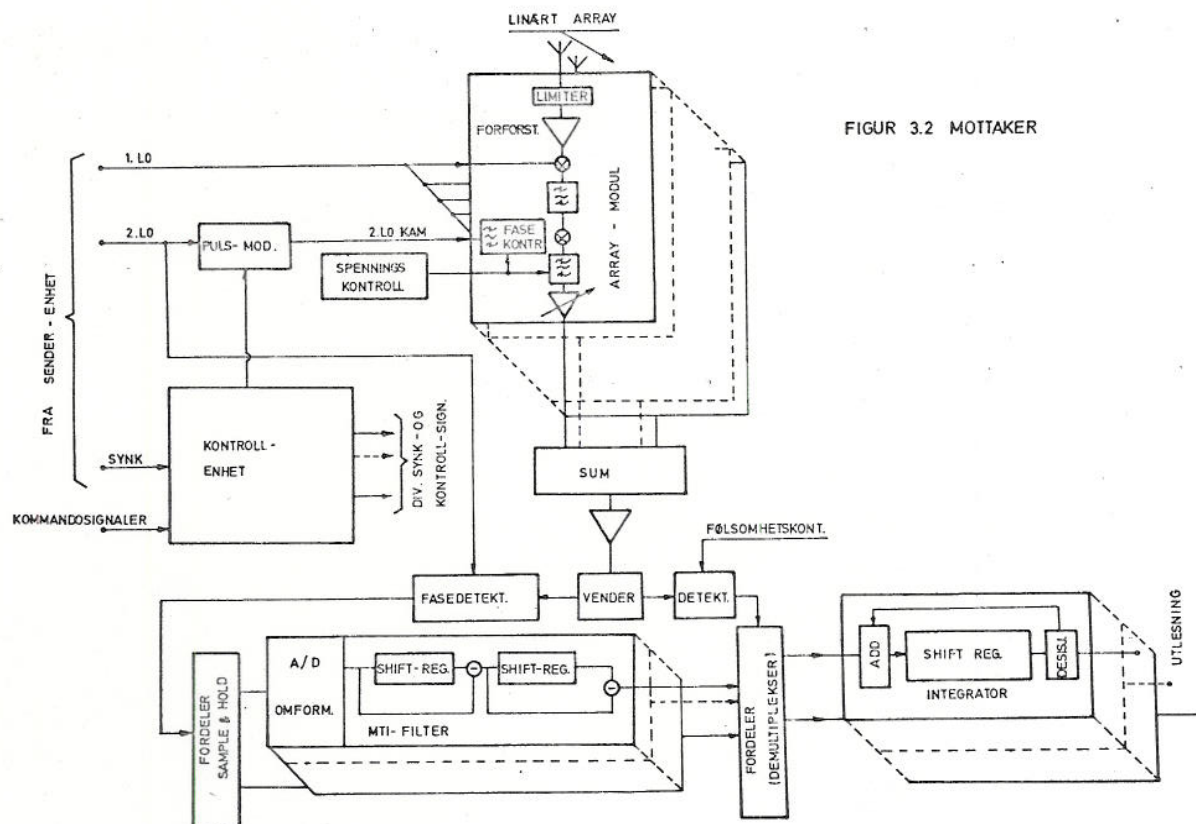 LINÆRT ARRAY
LIMITER
FORFORST.
FIGUR 3.2 MOTTAKER
1. LO
2.LO
PULS-MOD.
2.LO KAM
FASE
KONTR
SPENNINGS
KONTROLL
ARRAY - MODUL
FRA SENDER - ENHET
KONTROLL-
ENHET
SYNK
KOMMANDOSIGNALER
DIV. SYNK-OG
KONTROLL-SIGN.
SUM
FØLSOMHETSKONT.
FASEDETEKT.
VENDER
DETEKT.
FORDELER
SAMPLE & HOLD
A/D
OMFORM.
SHIFT-REG.
SHIFT-REG.
MTI-FILTER
FORDELER
(DEMULTIPLEKSER)
ADD
SHIFT REG.
DESISJ.
INTEGRATOR
UTLESNING